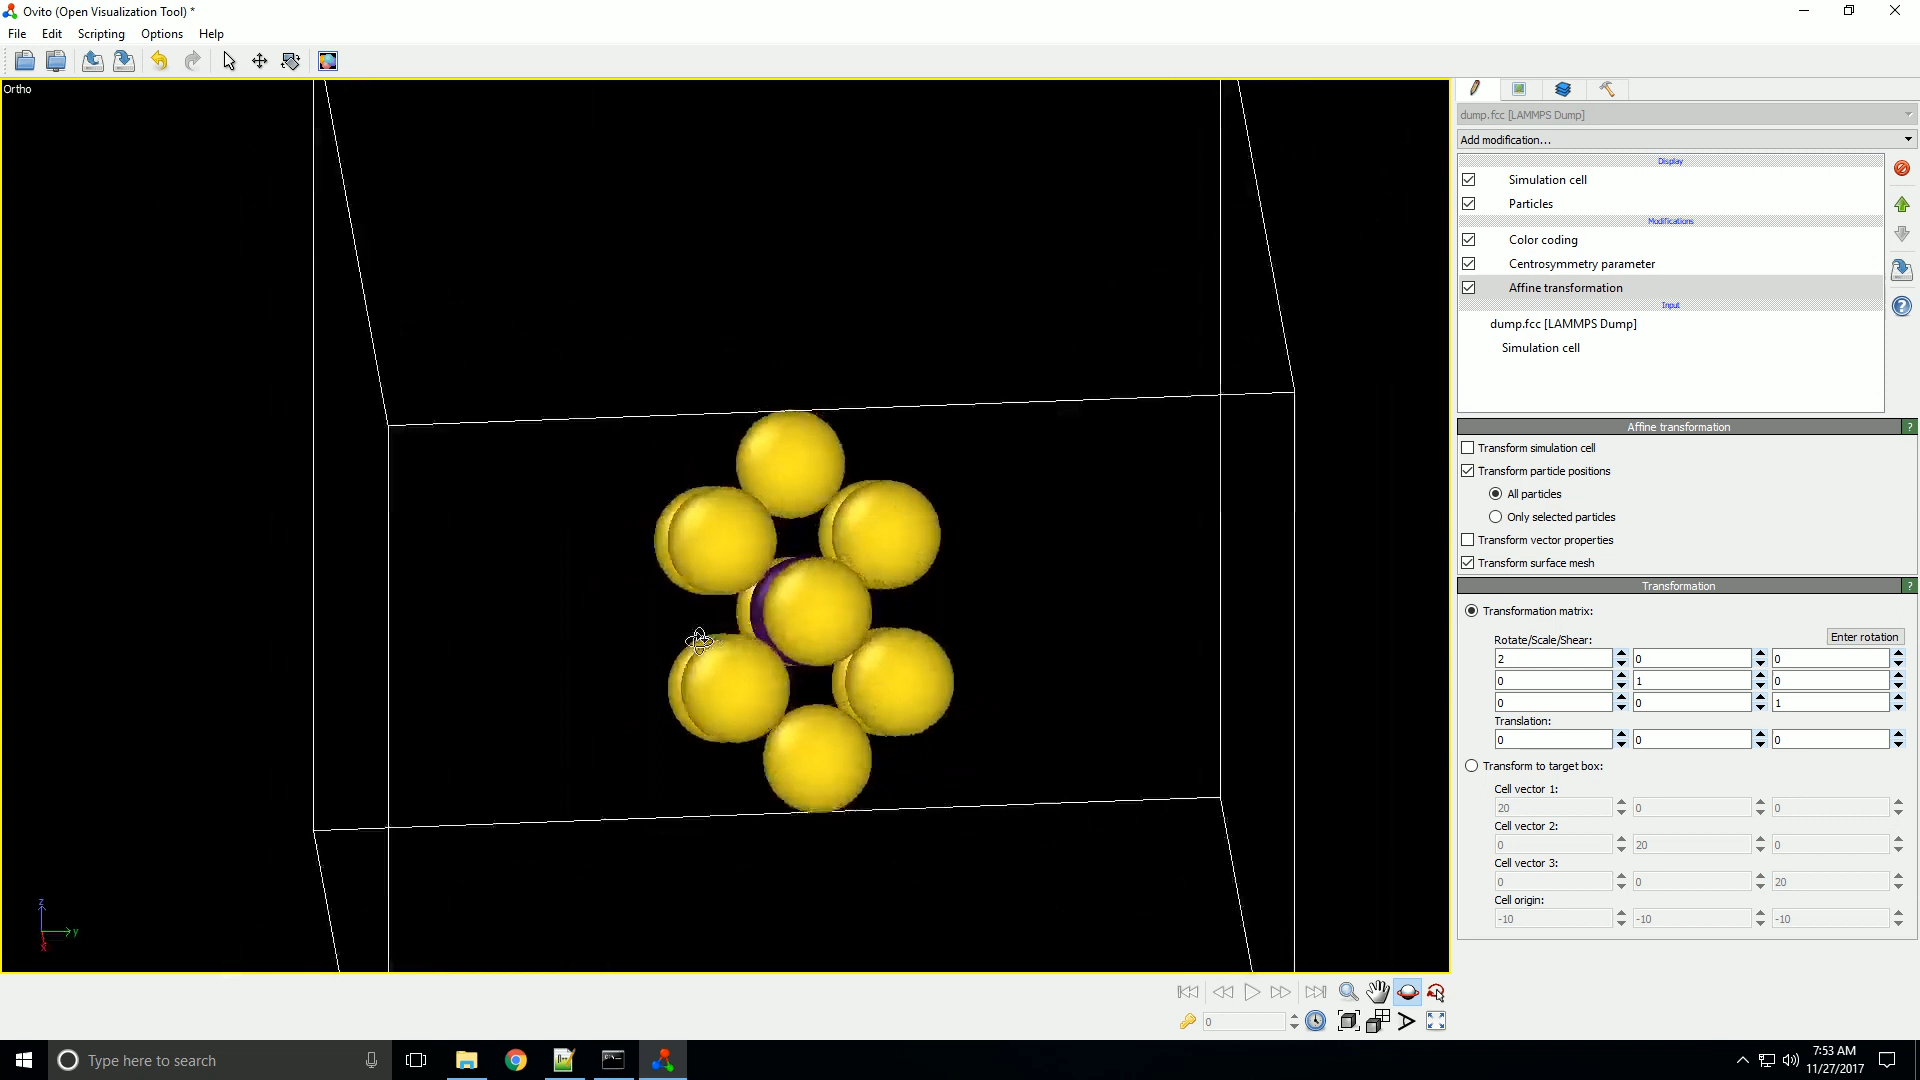 Ovito (Open Visualization Tool) *
File Edit Scripting Options Help
Ortho
dump.fcc [LAMMPS Dump]
Add modification...
Display
Simulation cell
Particles
Modifications
Color coding
Centrosymmetry parameter
Affine transformation
Input
dump.fcc [LAMMPS Dump]
Simulation cell
Affine transformation ?
Transform simulation cell
Transform particle positions
All particles
Only selected particles
Transform vector properties
Transform surface mesh
Transformation ?
Transformation matrix:
Rotate/Scale/Shear: Enter rotation
2 0 0
0 1 0
0 0 1
Translation:
0 0 0
Transform to target box:
Cell vector 1:
20 0 0
Cell vector 2:
0 20 0
Cell vector 3:
0 0 20
Cell origin:
-10 -10 -10
z
y
x
0
Type here to search
7:53 AM
11/27/2017